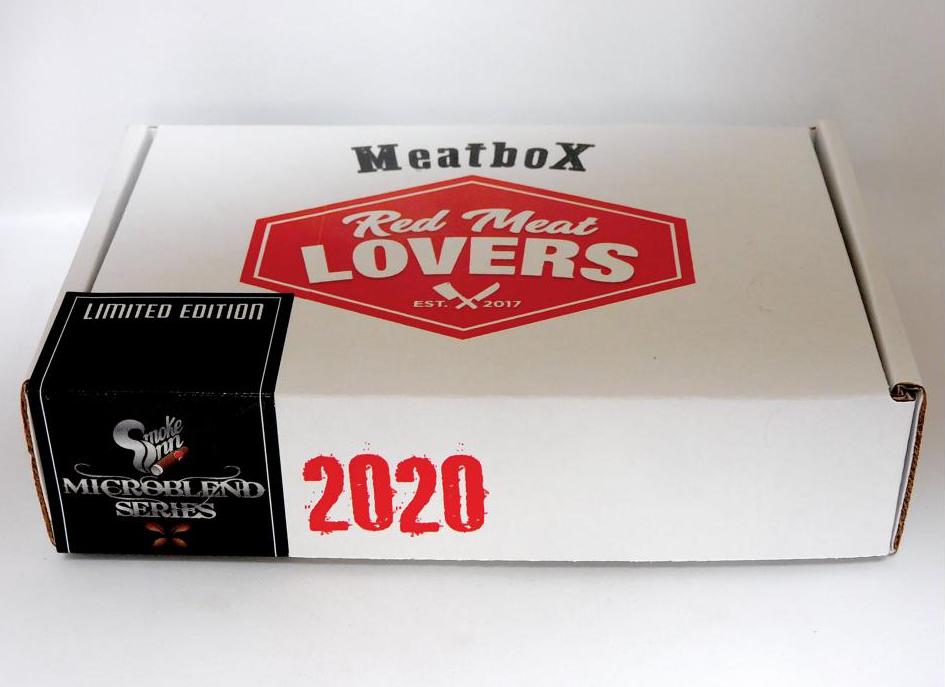 MeatboX
Red Meat
LOVERS
EST. 2017
LIMITED EDITION
Smoke
Inn
MICROBLEND
SERIES
2020